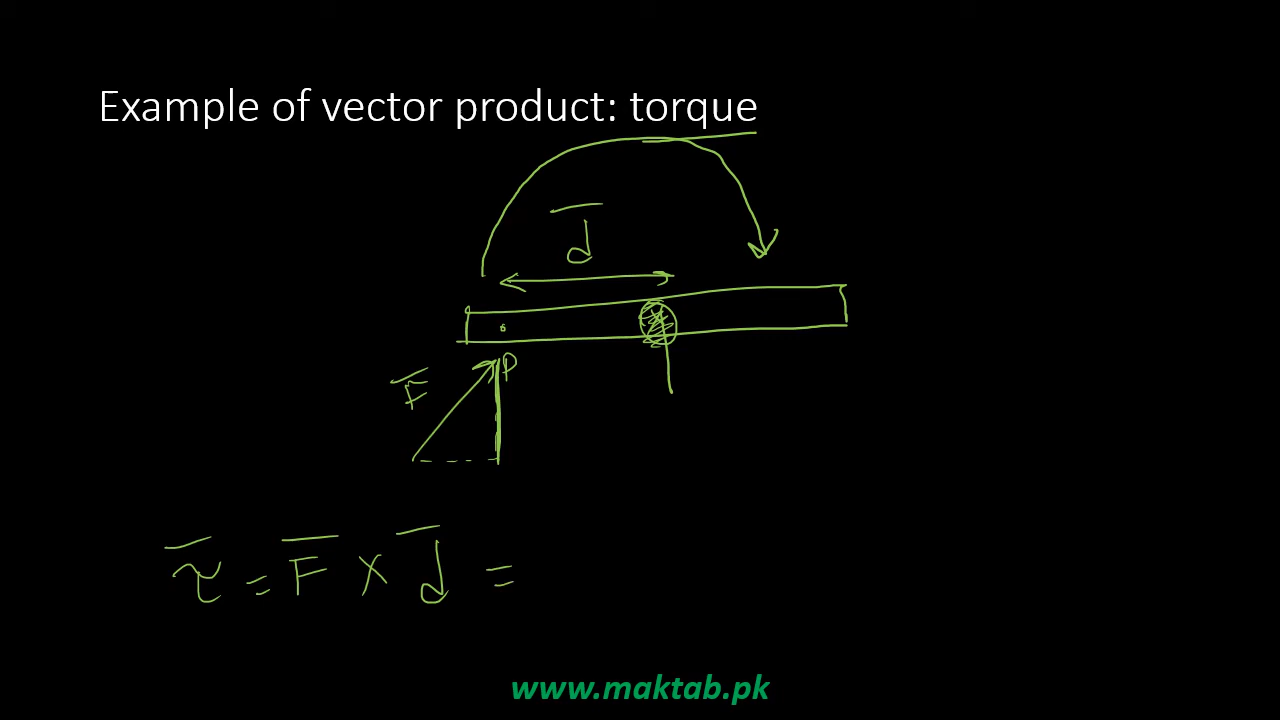 Example of vector product: torque
d̅
F̅
P
τ̅ = F̅ × d̅ =
www.maktab.pk